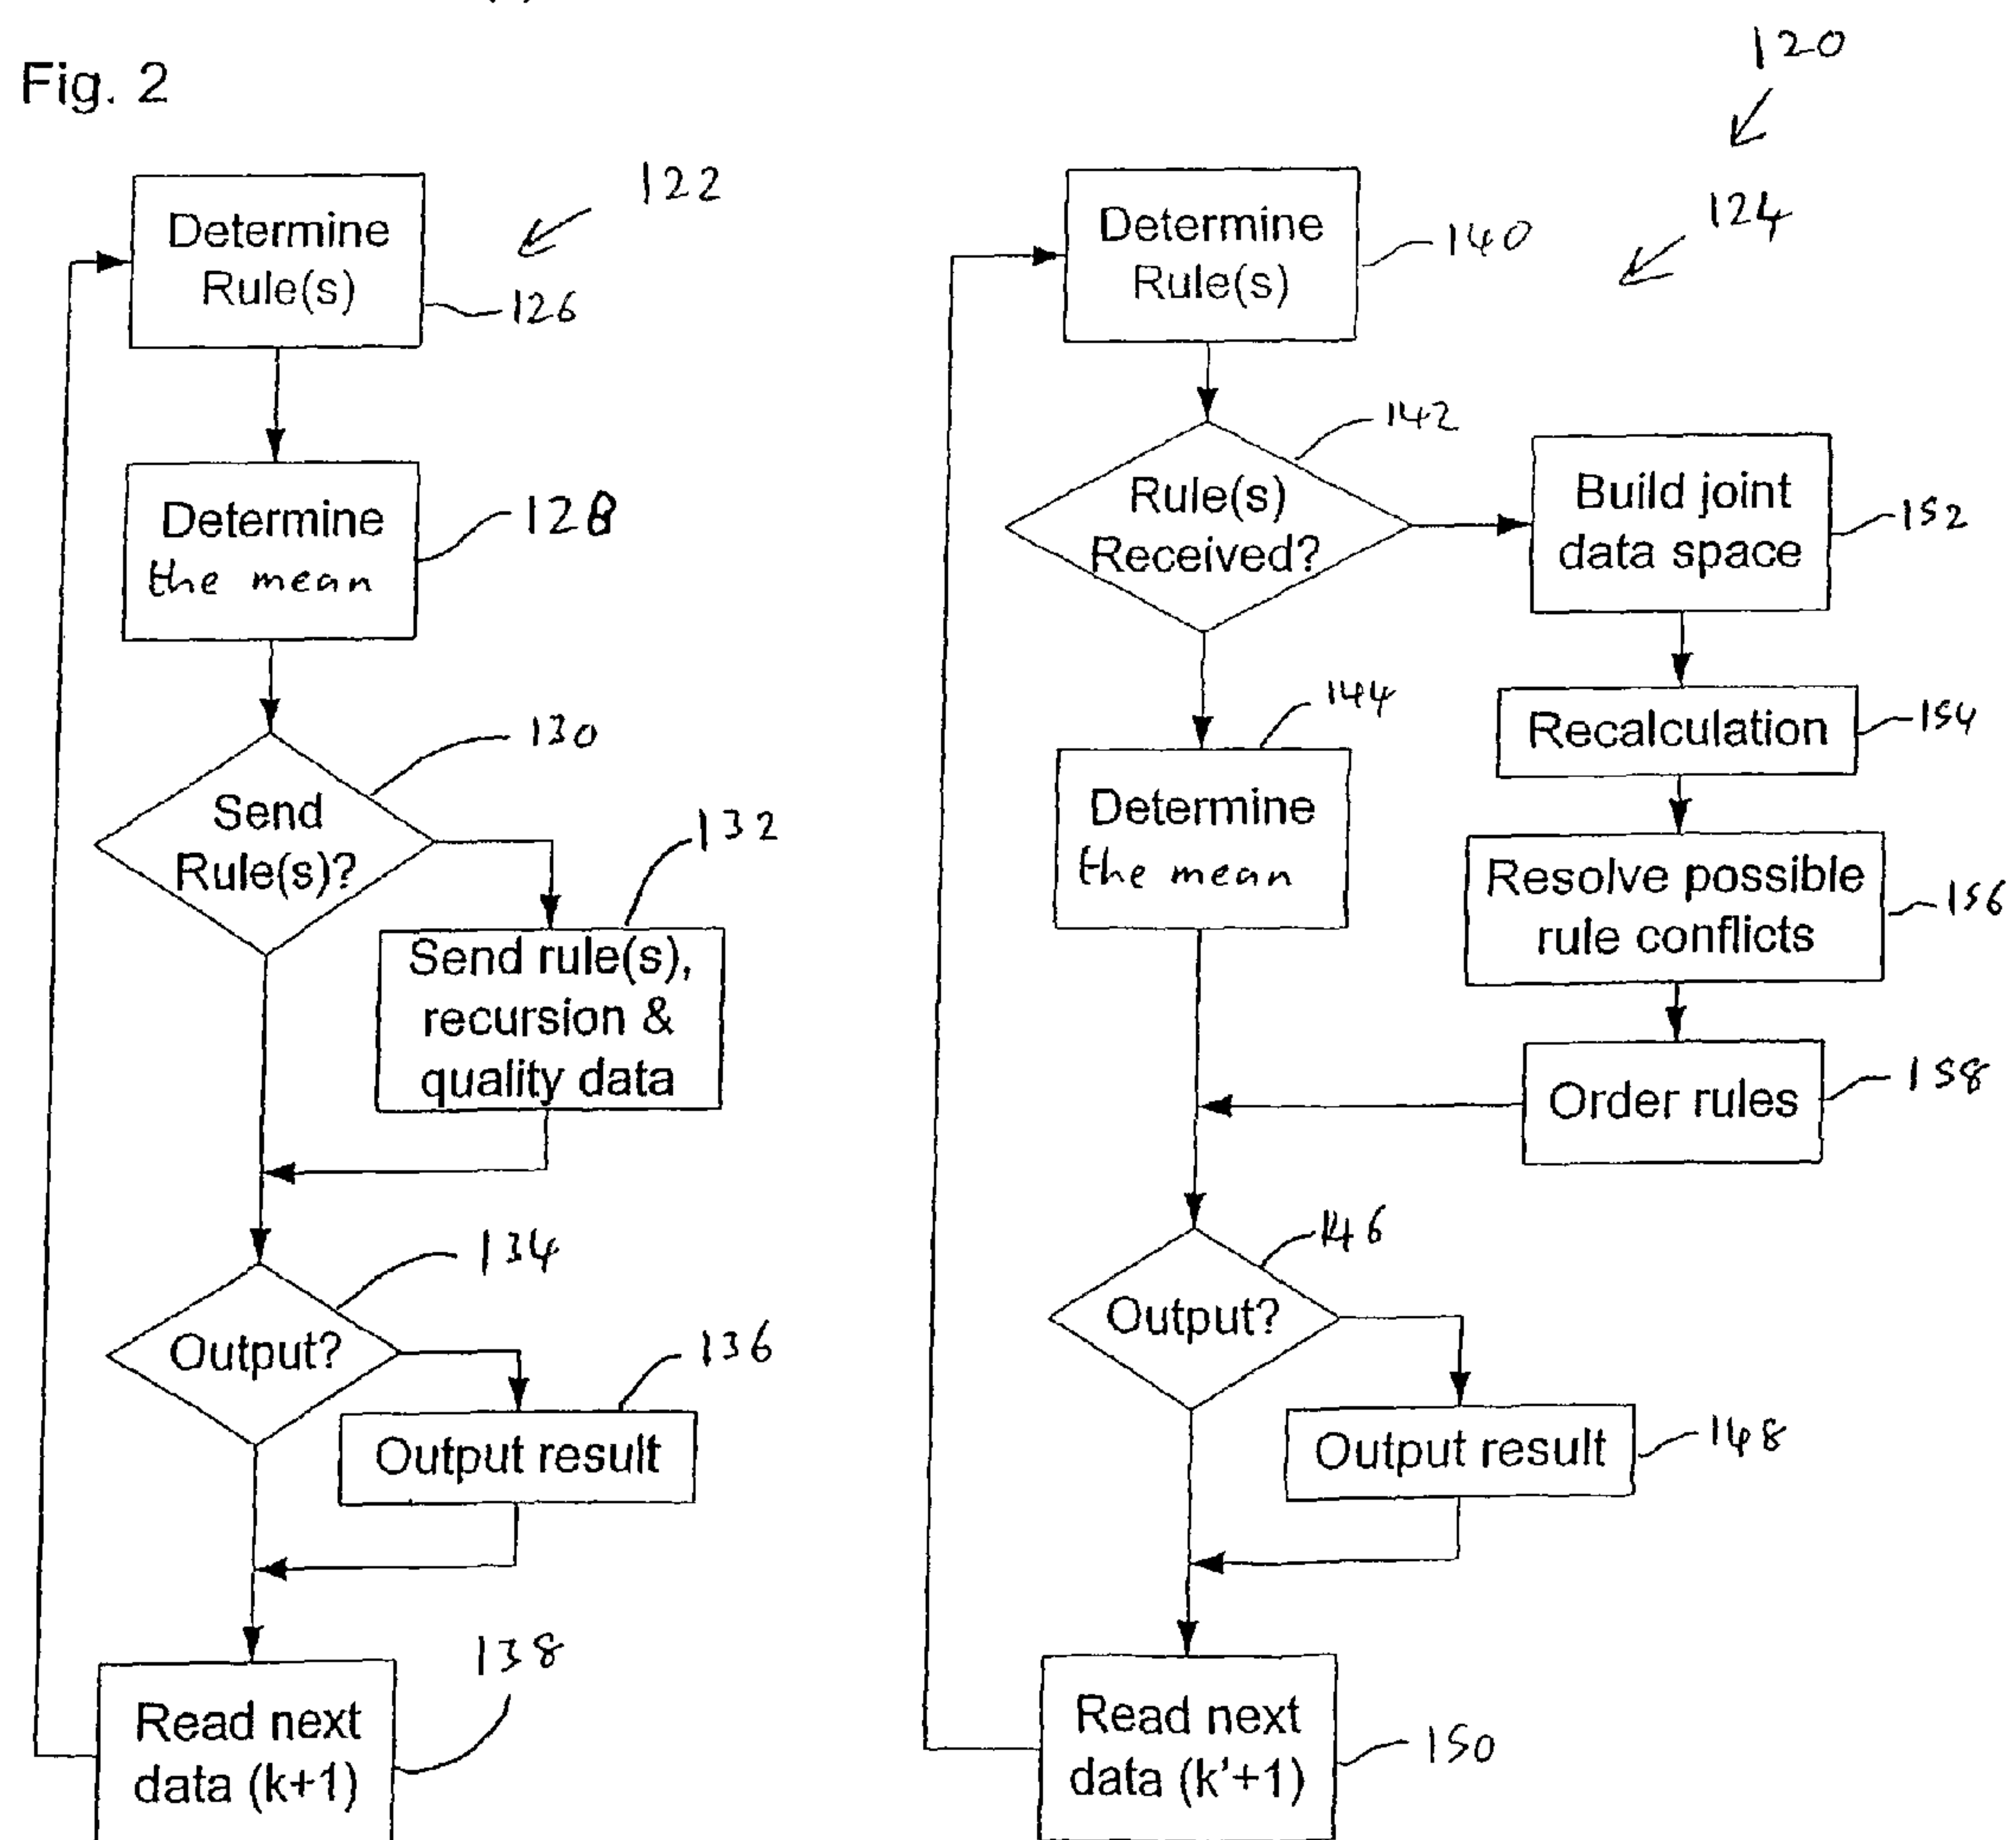 Fig. 2
120
122
124
Determine
Rule(s)
126
Determine
the mean
128
Send
Rule(s)?
130
132
Send rule(s),
recursion &
quality data
134
Output?
136
Output result
138
Read next
data (k+1)
Determine
Rule(s)
140
142
Rule(s)
Received?
144
Determine
the mean
Build joint
data space
152
Recalculation
154
Resolve possible
rule conflicts
156
Order rules
158
146
Output?
Output result
148
Read next
data (k'+1)
150